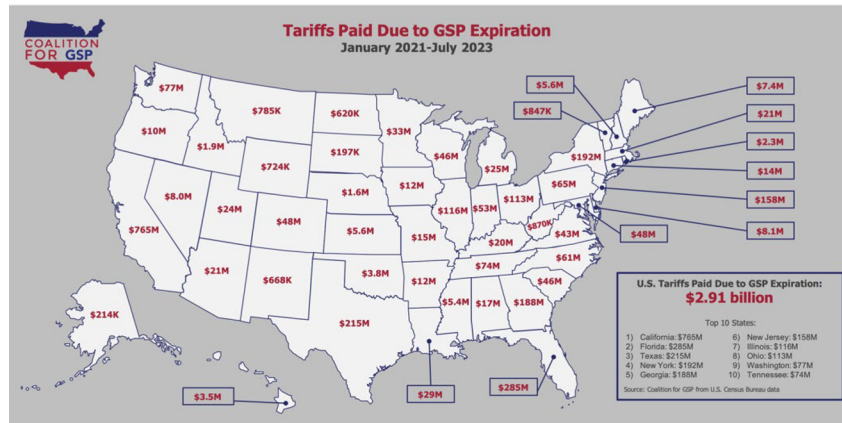 COALITION
FOR GSP
Tariffs Paid Due to GSP Expiration
January 2021-July 2023
$77M
$785K
$620K
$33M
$5.6M
$7.4M
$847K
$21M
$10M
$1.9M
$197K
$46M
$25M
$192M
$2.3M
$724K
$14M
$8.0M
$1.6M
$12M
$65M
$158M
$24M
$48M
$116M
$53M
$113M
$870K
$765M
$5.6M
$15M
$20M
$43M
$48M
$8.1M
$21M
$668K
$3.8M
$12M
$74M
$61M
$46M
$214K
$215M
$5.4M
$17M
$188M
$3.5M
$29M
$285M
U.S. Tariffs Paid Due to GSP Expiration:
$2.91 billion
Top 10 States:
1) California: $765M
2) Florida: $285M
3) Texas: $215M
4) New York: $192M
5) Georgia: $188M
6) New Jersey: $158M
7) Illinois: $116M
8) Ohio: $113M
9) Washington: $77M
10) Tennessee: $74M
Source: Coalition for GSP from U.S. Census Bureau data